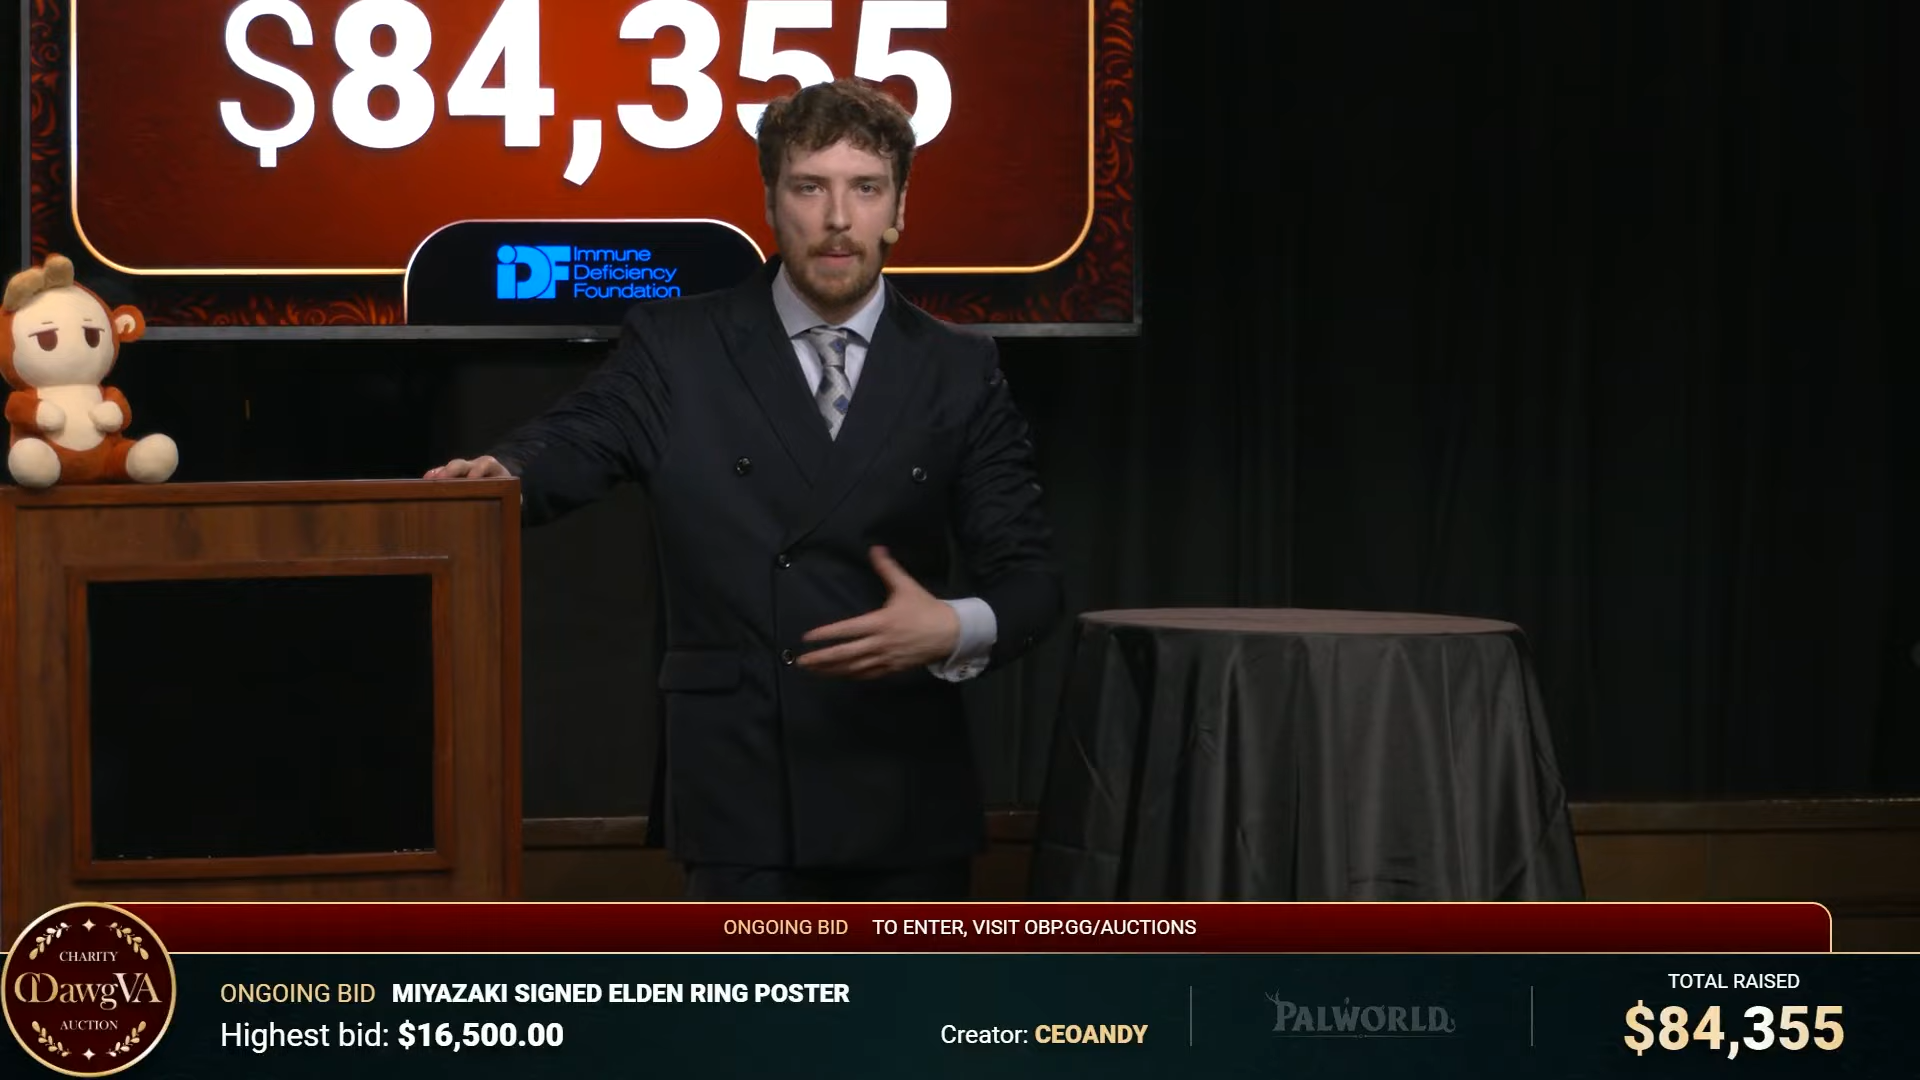 $84,355
IDF Immune
Deficiency
Foundation
ONGOING BID TO ENTER, VISIT OBP.GG/AUCTIONS
CHARITY
DawgVA
AUCTION
ONGOING BID MIYAZAKI SIGNED ELDEN RING POSTER
Highest bid: $16,500.00
Creator: CEOANDY
PALWORLD
TOTAL RAISED
$84,355